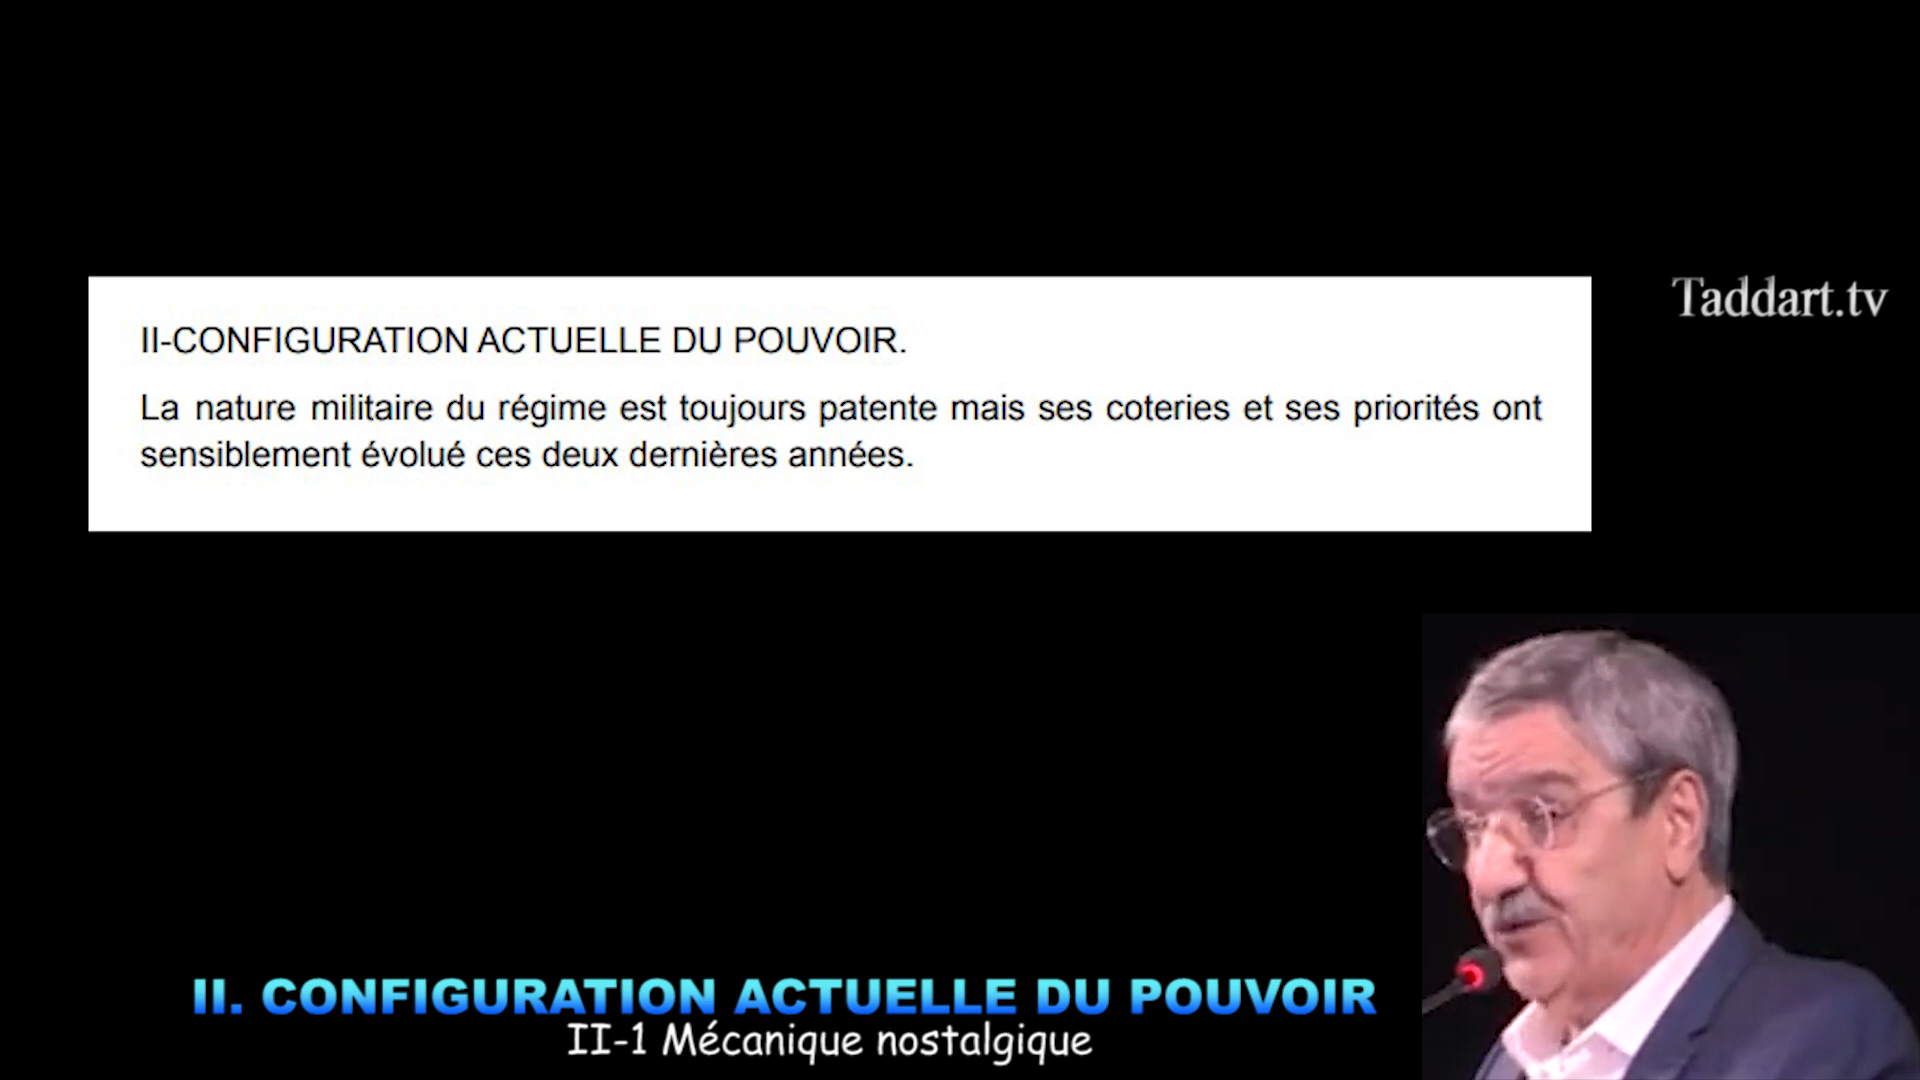 II-CONFIGURATION ACTUELLE DU POUVOIR.
La nature militaire du régime est toujours patente mais ses coteries et ses priorités ont
sensiblement évolué ces deux dernières années.
Taddart.tv
II. CONFIGURATION ACTUELLE DU POUVOIR
II-1 Mécanique nostalgique